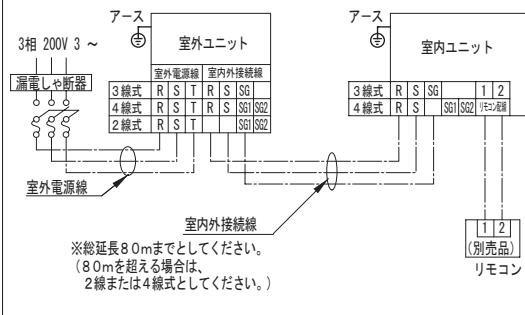 アース
3相 200V 3 ～
漏電しゃ断器
室外ユニット
室外電源線 室内外接続線
3線式 R S T R S SG
4線式 R S T R S SG1 SG2
2線式 R S T SG1 SG2
アース
室内ユニット
3線式 R S SG 1 2
4線式 R S SG1 SG2 リモコン配線
室外電源線
室内外接続線
※総延長80mまでとしてください。
(80mを超える場合は、
2線または4線式としてください。)
1 2
(別売品)
リモコン